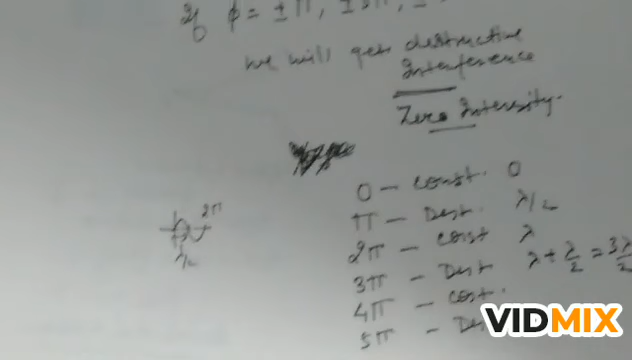 If φ = ±π, ±3π, ±
we will get destructive
Interference
Zero Intensity.
0 – const. 0
π – Dest. λ/2
2π – const λ
3π – Dest λ + λ/2 = 3λ/2
4π – cost.
5π – De
2π
π
λ/2
VIDMIX